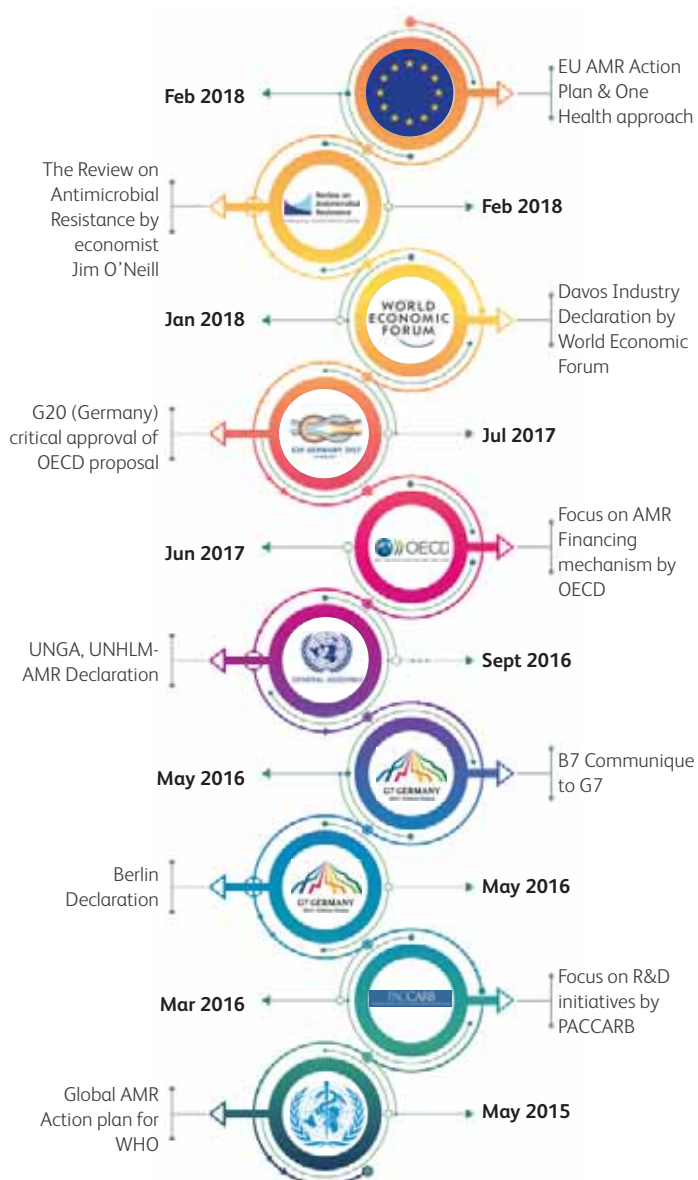 Feb 2018
EU AMR Action
Plan & One
Health approach
The Review on
Antimicrobial
Resistance by
economist
Jim O’Neill
Review on
Antimicrobial
Resistance
Feb 2018
Jan 2018
WORLD
ECONOMIC
FORUM
Davos Industry
Declaration by
World Economic
Forum
G20 (Germany)
critical approval of
OECD proposal
G20 GERMANY 2017
Jul 2017
Jun 2017
OECD
Focus on AMR
Financing
mechanism by
OECD
UNGA, UNHLM-
AMR Declaration
GENERAL ASSEMBLY
Sept 2016
May 2016
G7 GERMANY
B7 Communique
to G7
Berlin
Declaration
G7 GERMANY
May 2016
Mar 2016
PACCARB
Focus on R&D
initiatives by
PACCARB
Global AMR
Action plan for
WHO
May 2015